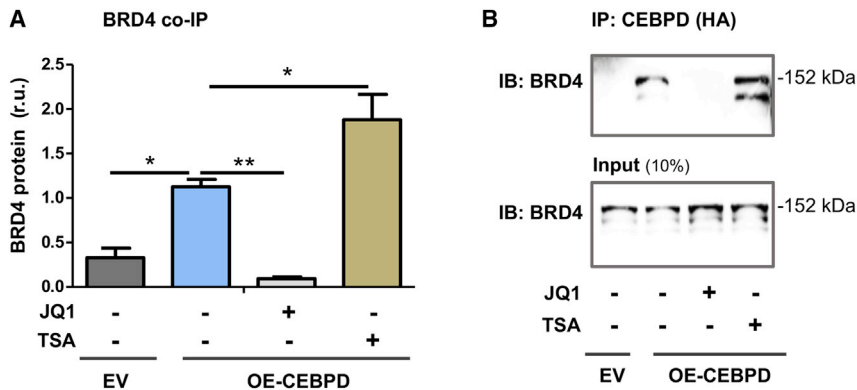 A BRD4 co-IP
BRD4 protein (r.u.)
2.5
2.0
1.5
1.0
0.5
0.0
*
*
**
JQ1 - - + -
TSA - - - +
EV OE-CEBPD
B IP: CEBPD (HA)
IB: BRD4 -152 kDa
Input (10%)
IB: BRD4 -152 kDa
JQ1 - - + -
TSA - - - +
EV OE-CEBPD